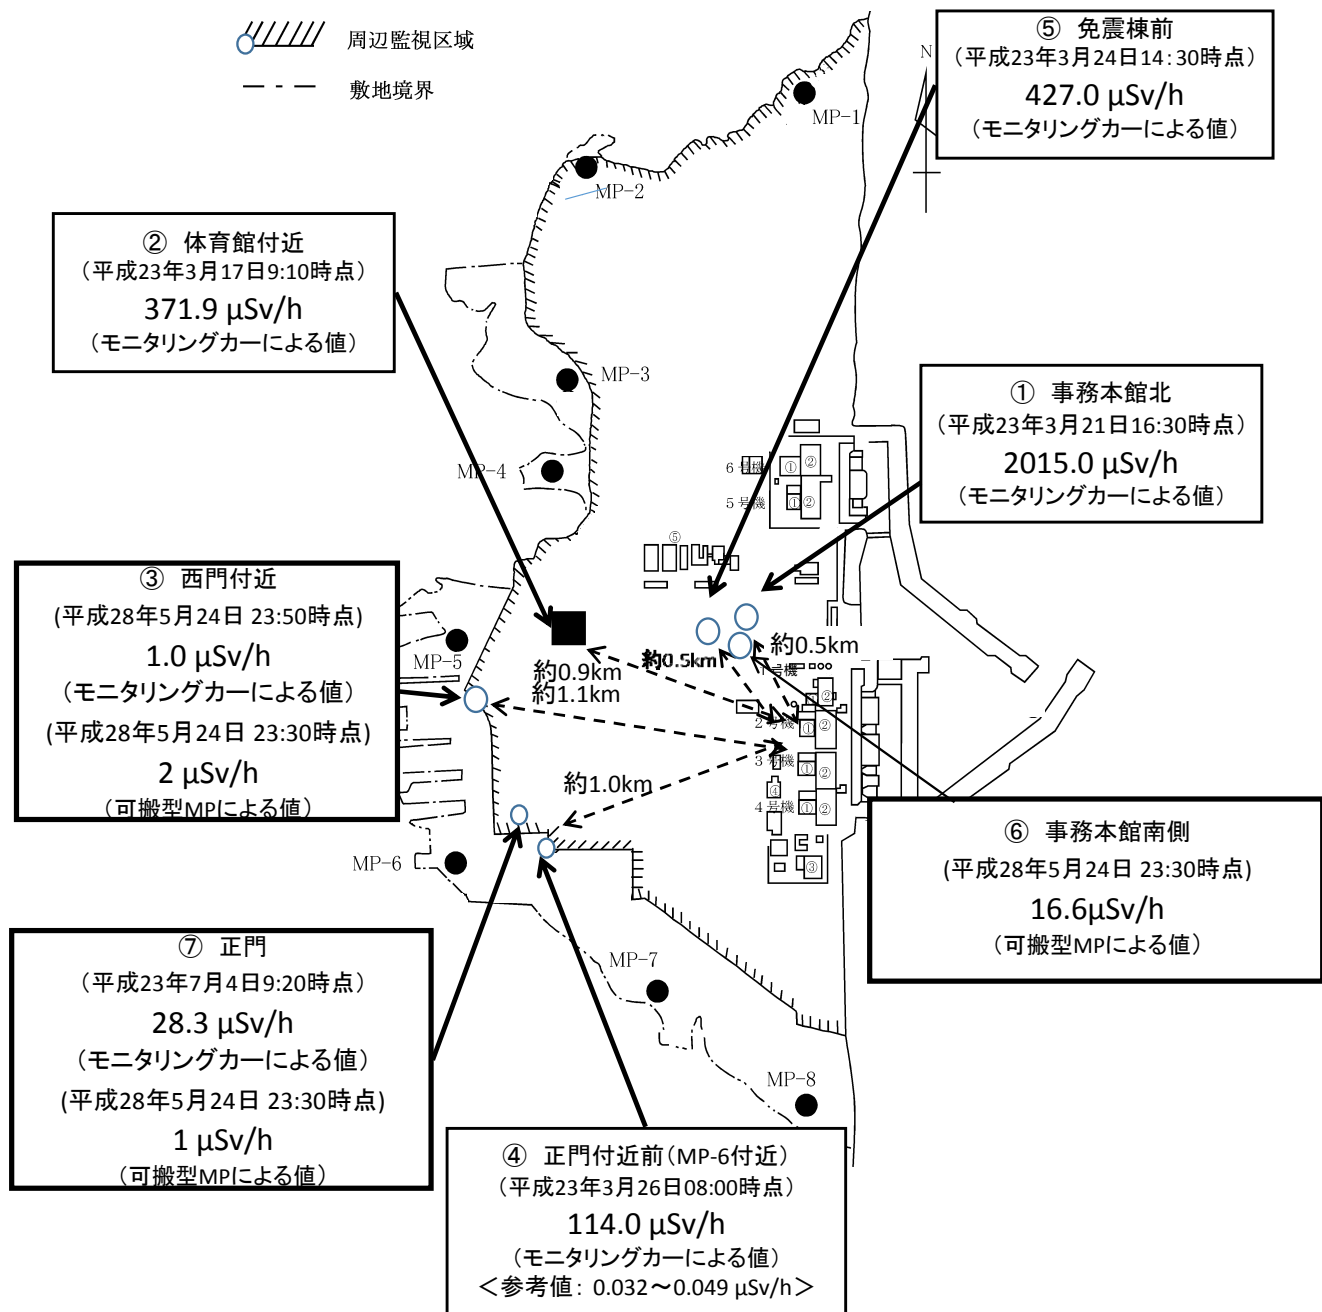 周辺監視区域
敷地境界
⑤ 免震棟前
（平成23年3月24日14：30時点）
427.0 μSv/h
（モニタリングカーによる値）
N
MP-1
MP-2
② 体育館付近
（平成23年3月17日9:10時点）
371.9 μSv/h
（モニタリングカーによる値）
MP-3
① 事務本館北
（平成23年3月21日16:30時点）
2015.0 μSv/h
（モニタリングカーによる値）
MP-4
6号機
①
②
5号機
①
②
⑤
③ 西門付近
(平成28年5月24日 23:50時点)
1.0 μSv/h
（モニタリングカーによる値）
(平成28年5月24日 23:30時点)
2 μSv/h
（可搬型MPによる値）
MP-5
約0.9km
約1.1km
約0.5km
約0.5km
1号機
②
2号機
①
②
3号機
①
②
④
4号機
①
②
③
約1.0km
MP-6
⑥ 事務本館南側
(平成28年5月24日 23:30時点)
16.6μSv/h
（可搬型MPによる値）
⑦ 正門
（平成23年7月4日9:20時点）
28.3 μSv/h
（モニタリングカーによる値）
(平成28年5月24日 23:30時点)
1 μSv/h
（可搬型MPによる値）
MP-7
MP-8
④ 正門付近前（MP-6付近）
（平成23年3月26日08:00時点）
114.0 μSv/h
（モニタリングカーによる値）
＜参考値： 0.032～0.049 μSv/h＞